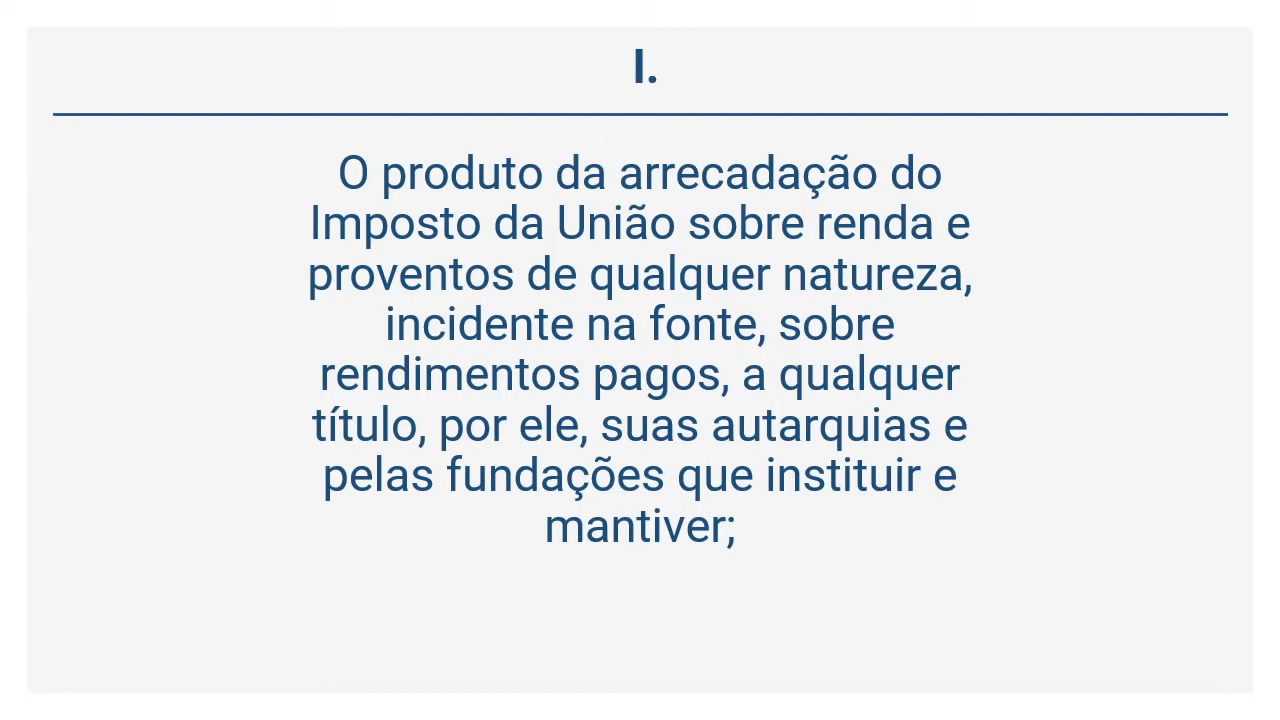 I.
O produto da arrecadação do
Imposto da União sobre renda e
proventos de qualquer natureza,
incidente na fonte, sobre
rendimentos pagos, a qualquer
título, por ele, suas autarquias e
pelas fundações que instituir e
mantiver;